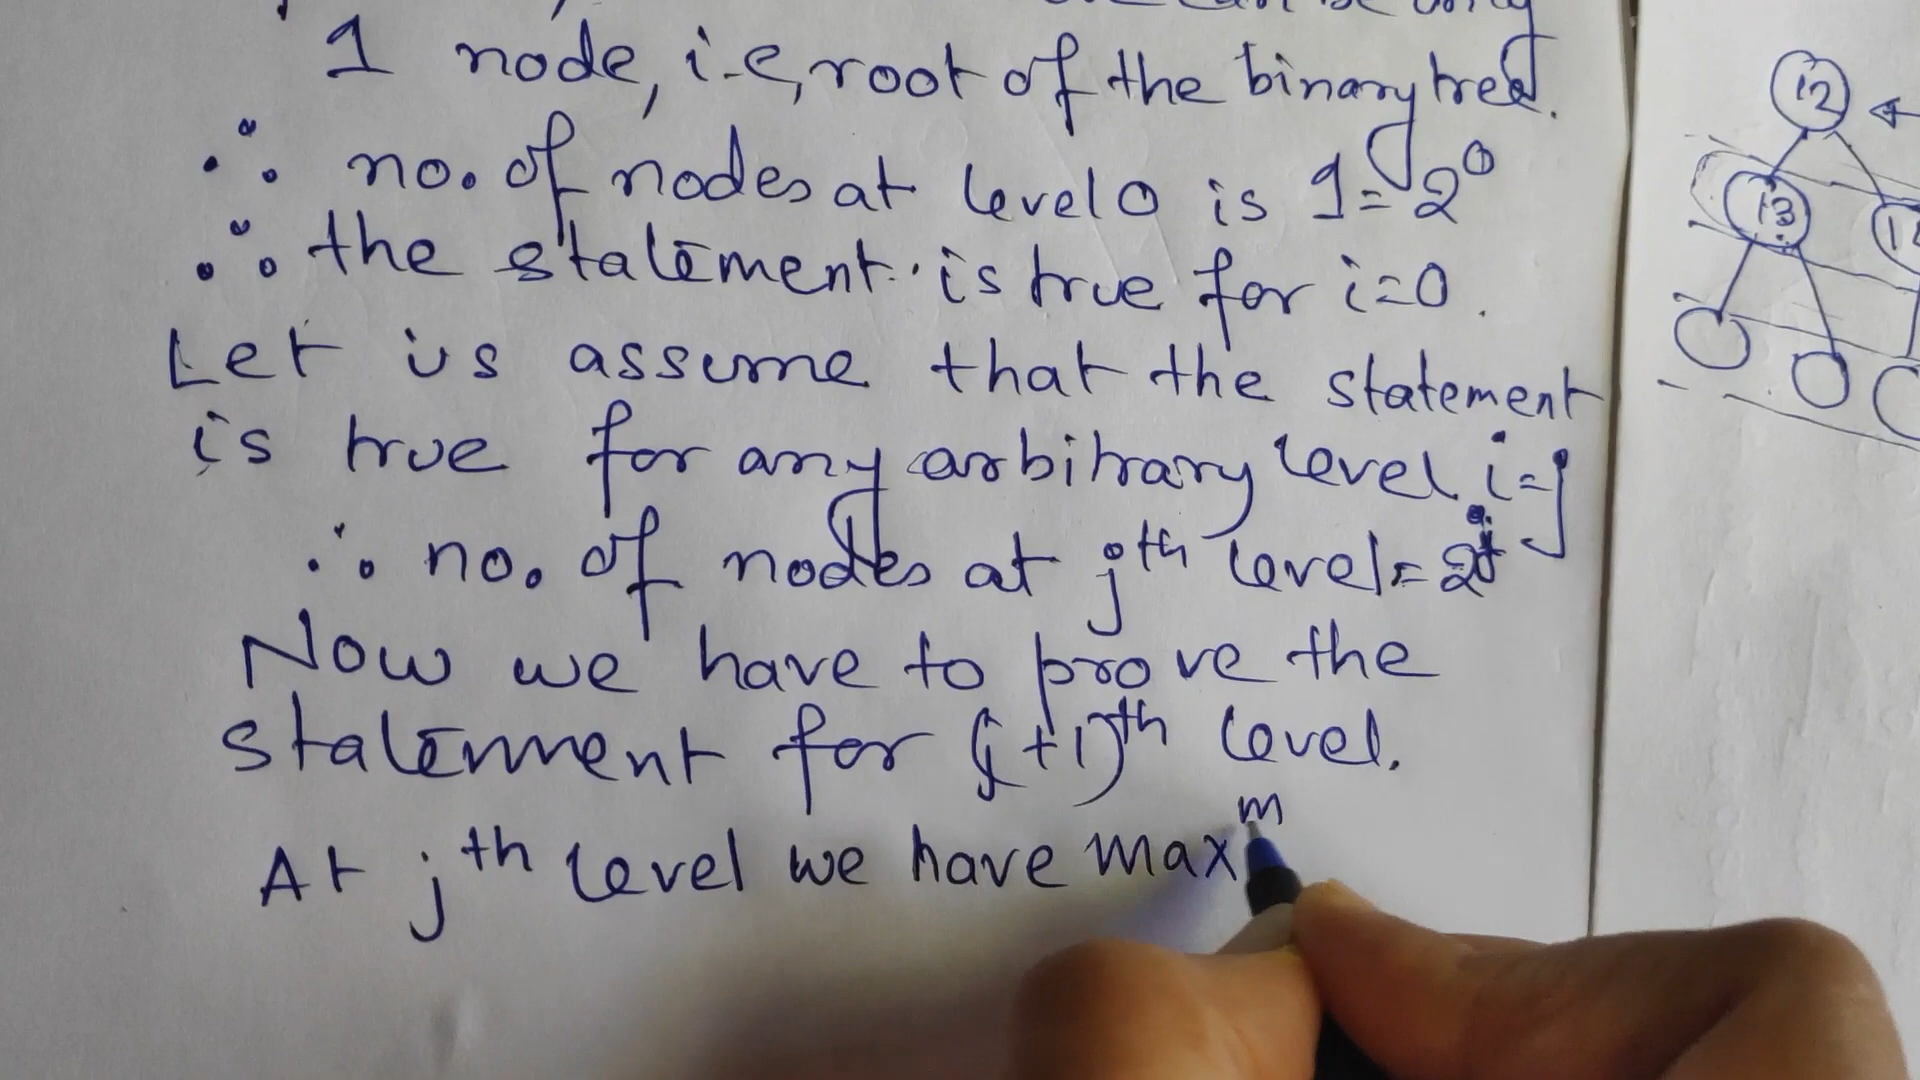 1 node, i.e, root of the binary tree.
∴ no. of nodes at level 0 is 1=2⁰
∴ the statement is true for i=0.
Let us assume that the statement
is true for any arbitrary level i=j
∴ no. of nodes at jᵗʰ level = 2ʲ
Now we have to prove the
statement for (j+1)ᵗʰ level.
At jᵗʰ level we have maxᵐ
12
13